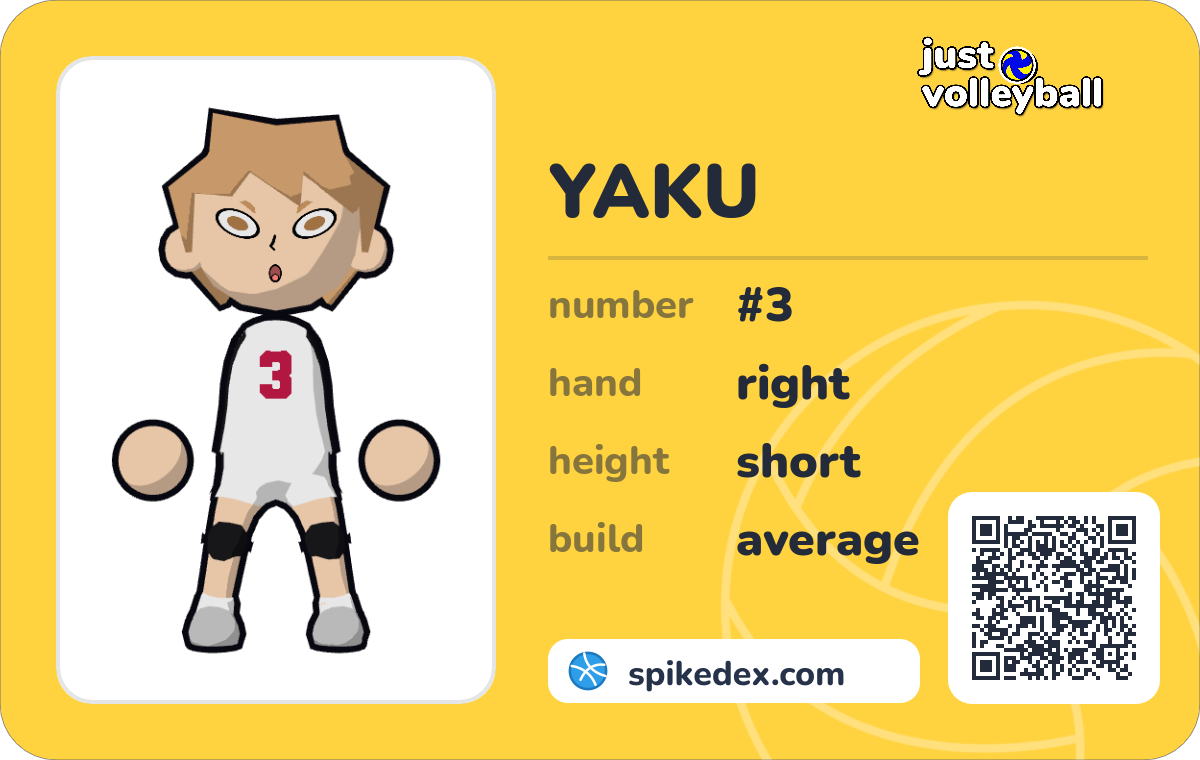 just
volleyball
YAKU
number #3
hand right
height short
build average
3
spikedex.com